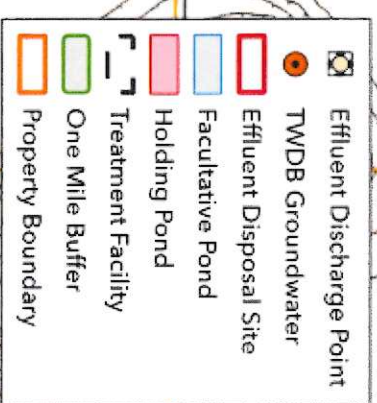 Effluent Discharge Point
TWDB Groundwater
Effluent Disposal Site
Facultative Pond
Holding Pond
Treatment Facility
One Mile Buffer
Property Boundary